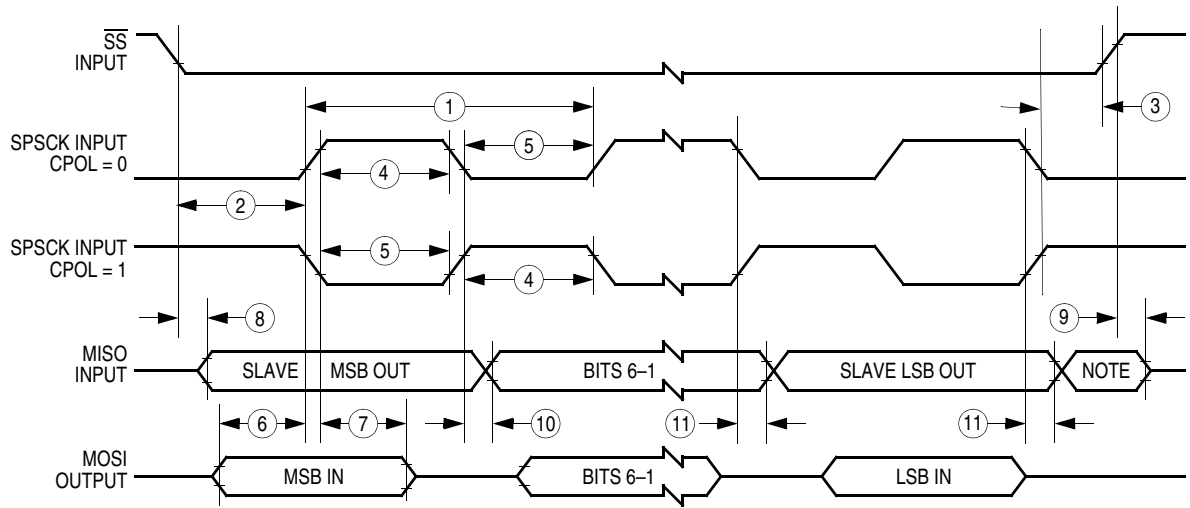 SS
INPUT
1
3
SPSCK INPUT
CPOL = 0
5
4
2
SPSCK INPUT
CPOL = 1
5
4
8
9
MISO
INPUT
SLAVE MSB OUT
BITS 6–1
SLAVE LSB OUT
NOTE
6
7
10
11
11
MOSI
OUTPUT
MSB IN
BITS 6–1
LSB IN